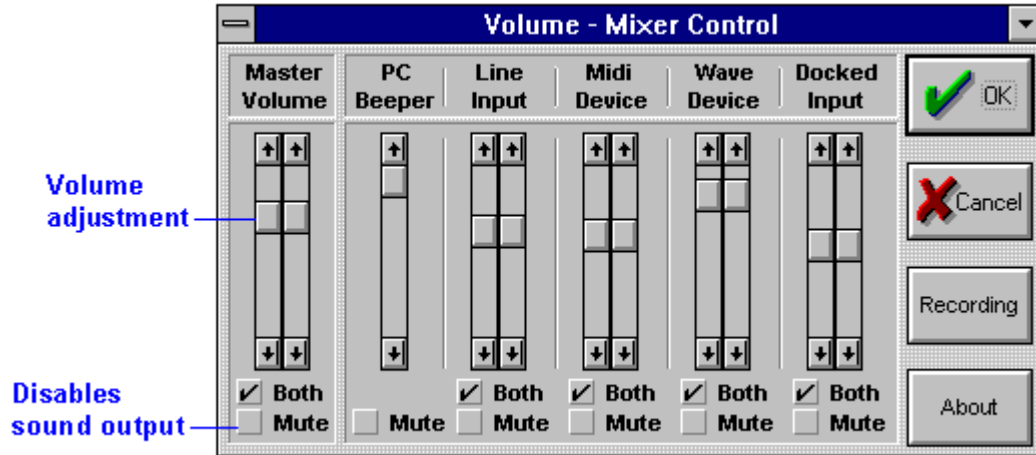 Volume - Mixer Control
Master Volume
PC Beeper
Line Input
Midi Device
Wave Device
Docked Input
OK
Volume adjustment
Cancel
Recording
Disables sound output
Both
Mute
Mute
Both
Mute
Both
Mute
Both
Mute
Both
Mute
About